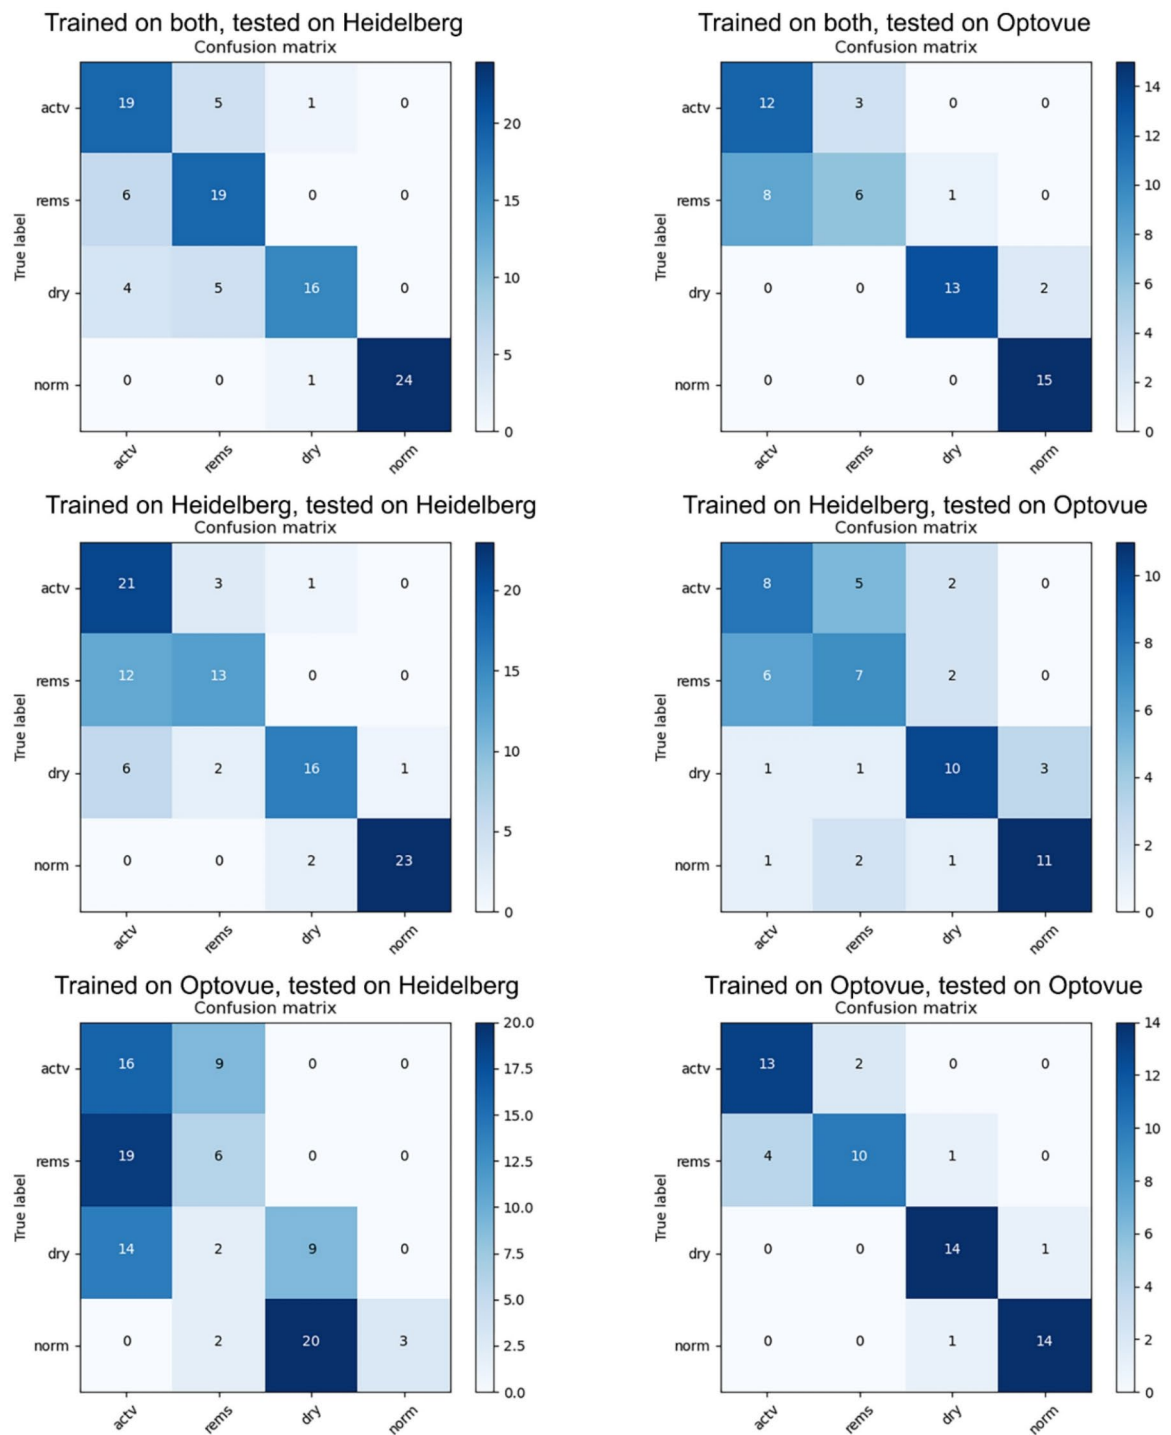 Trained on both, tested on Heidelberg
Confusion matrix
True label
actv 19 5 1 0
rems 6 19 0 0
dry 4 5 16 0
norm 0 0 1 24
actv rems dry norm
20
15
10
5
0
Trained on both, tested on Optovue
Confusion matrix
True label
actv 12 3 0 0
rems 8 6 1 0
dry 0 0 13 2
norm 0 0 0 15
actv rems dry norm
14
12
10
8
6
4
2
0
Trained on Heidelberg, tested on Heidelberg
Confusion matrix
True label
actv 21 3 1 0
rems 12 13 0 0
dry 6 2 16 1
norm 0 0 2 23
actv rems dry norm
20
15
10
5
0
Trained on Heidelberg, tested on Optovue
Confusion matrix
True label
actv 8 5 2 0
rems 6 7 2 0
dry 1 1 10 3
norm 1 2 1 11
actv rems dry norm
10
8
6
4
2
0
Trained on Optovue, tested on Heidelberg
Confusion matrix
True label
actv 16 9 0 0
rems 19 6 0 0
dry 14 2 9 0
norm 0 2 20 3
actv rems dry norm
20.0
17.5
15.0
12.5
10.0
7.5
5.0
2.5
0.0
Trained on Optovue, tested on Optovue
Confusion matrix
True label
actv 13 2 0 0
rems 4 10 1 0
dry 0 0 14 1
norm 0 0 1 14
actv rems dry norm
14
12
10
8
6
4
2
0